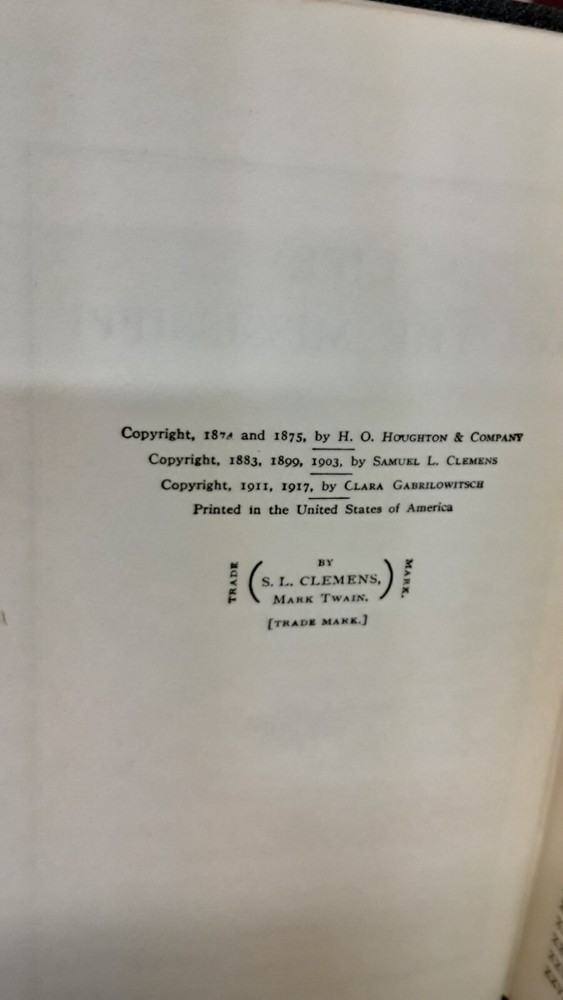 Copyright, 1874 and 1875, by H. O. HOUGHTON & COMPANY
Copyright, 1883, 1899, 1903, by SAMUEL L. CLEMENS
Copyright, 1911, 1917, by CLARA GABRILOWITSCH
Printed in the United States of America
TRADE
BY
S. L. CLEMENS,
MARK TWAIN.
MARK.
[TRADE MARK.]